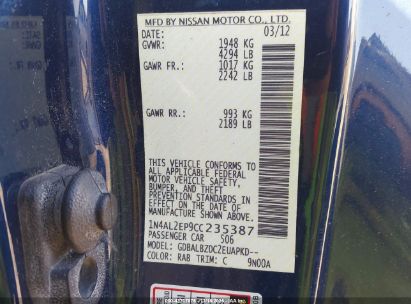 MFD BY NISSAN MOTOR CO., LTD.
DATE: 03/12
GVWR: 1948 KG
4294 LB
GAWR FR.: 1017 KG
2242 LB
GAWR RR.: 993 KG
2189 LB
THIS VEHICLE CONFORMS TO
ALL APPLICABLE FEDERAL
MOTOR VEHICLE SAFETY,
BUMPER, AND THEFT
PREVENTION STANDARDS
IN EFFECT ON THE DATE OF
MANUFACTURE SHOWN ABOVE.
1N4AL2EP9CC235387
PASSENGER CAR S06
MODEL: GDBALBZDCZEUAPKD--
COLOR: RAB TRIM: C 9N00A